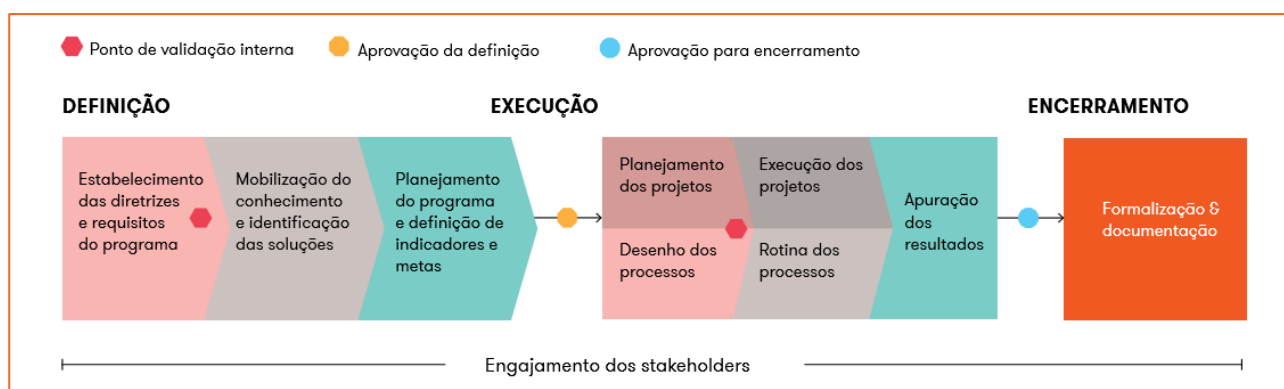 Ponto de validação interna
Aprovação da definição
Aprovação para encerramento
DEFINIÇÃO
EXECUÇÃO
ENCERRAMENTO
Estabelecimento
das diretrizes
e requisitos
do programa
Mobilização do
conhecimento
e identificação
das soluções
Planejamento
do programa
e definição de
indicadores e
metas
Planejamento
dos projetos
Execução dos
projetos
Desenho dos
processos
Rotina dos
processos
Apuração
dos
resultados
Formalização &
documentação
Engajamento dos stakeholders